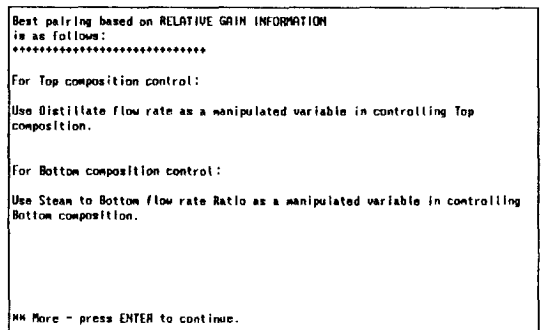 Best pairing based on RELATIVE GAIN INFORMATION
is as follows:
*****************************
For Top composition control:
Use Distillate flow rate as a manipulated variable in controlling Top
composition.
For Bottom composition control:
Use Steam to Bottom flow rate Ratio as a manipulated variable in controlling
Bottom composition.
** More - press ENTER to continue.